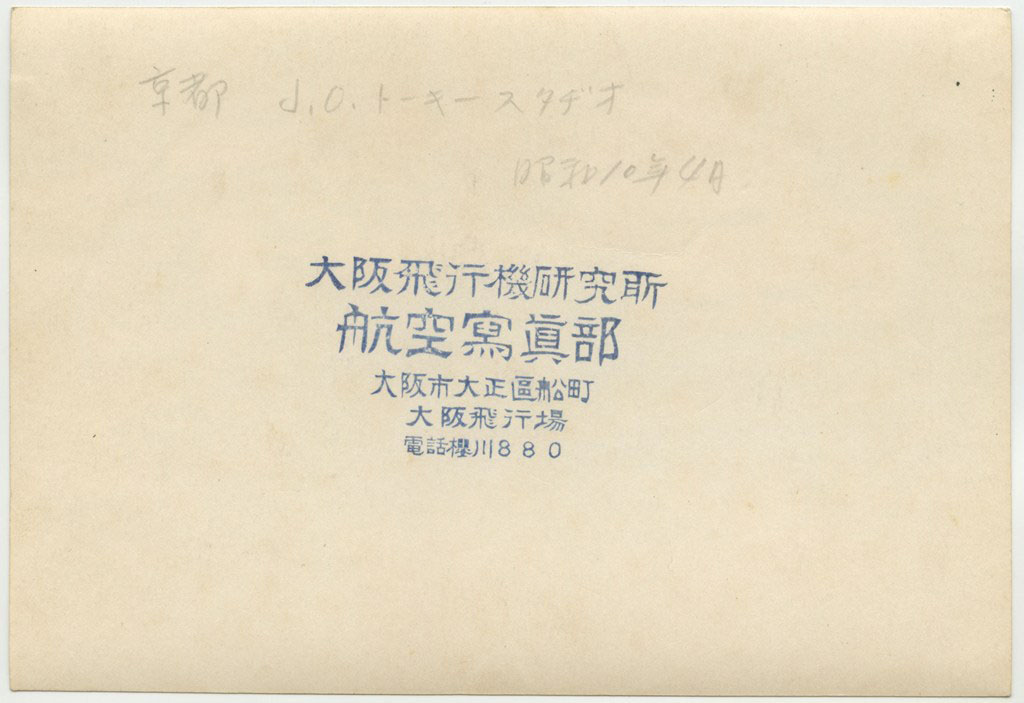 京都 J.O.トーキースタヂオ
昭和10年4月
大阪飛行機研究所
航空寫眞部
大阪市大正區船町
大阪飛行場
電話櫻川880